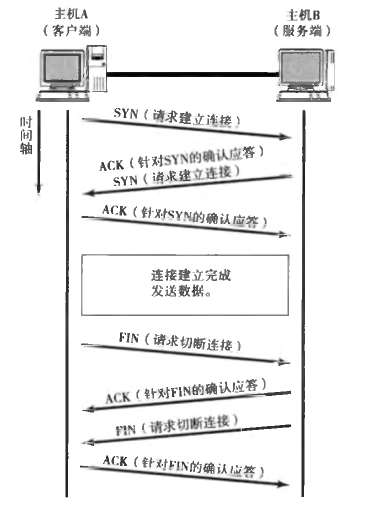 主机A
（客户端）
主机B
（服务端）
时间轴
SYN（请求建立连接）
ACK（针对SYN的确认应答）
SYN（请求建立连接）
ACK（针对SYN的确认应答）
连接建立完成
发送数据。
FIN（请求切断连接）
ACK（针对FIN的确认应答）
FIN（请求切断连接）
ACK（针对FIN的确认应答）